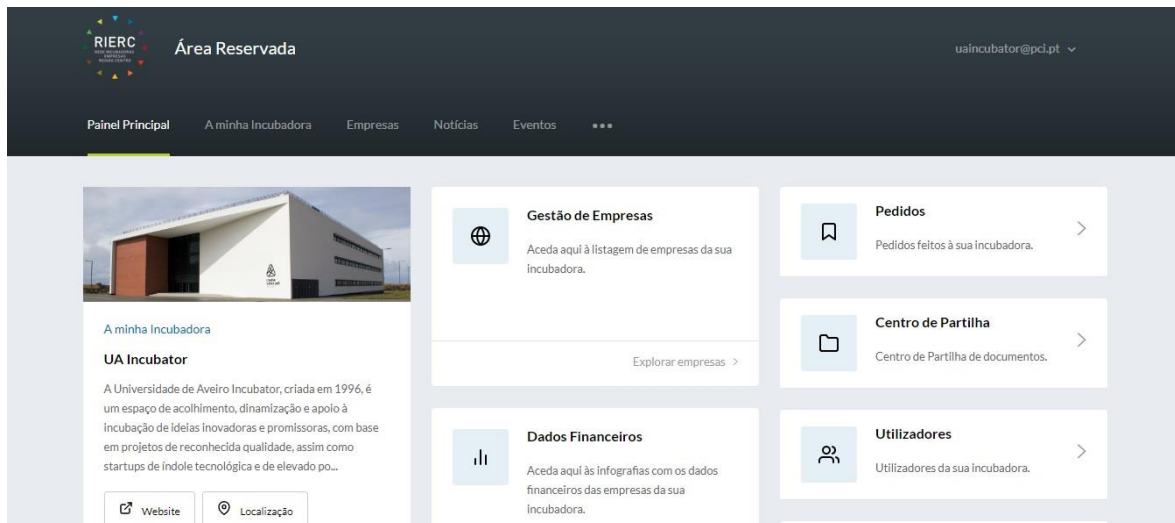 RIERC
REDE INCUBADORAS
EMPRESAS
REGIÃO CENTRO
Área Reservada
uaincubator@pci.pt
Painel Principal
A minha Incubadora
Empresas
Notícias
Eventos
A minha Incubadora
UA Incubator
A Universidade de Aveiro Incubator, criada em 1996, é
um espaço de acolhimento, dinamização e apoio à
incubação de ideias inovadoras e promissoras, com base
em projetos de reconhecida qualidade, assim como
startups de índole tecnológica e de elevado po...
Website
Localização
Gestão de Empresas
Aceda aqui à listagem de empresas da sua
incubadora.
Explorar empresas
Dados Financeiros
Aceda aqui às infografias com os dados
financeiros das empresas da sua
incubadora.
Pedidos
Pedidos feitos à sua incubadora.
Centro de Partilha
Centro de Partilha de documentos.
Utilizadores
Utilizadores da sua incubadora.